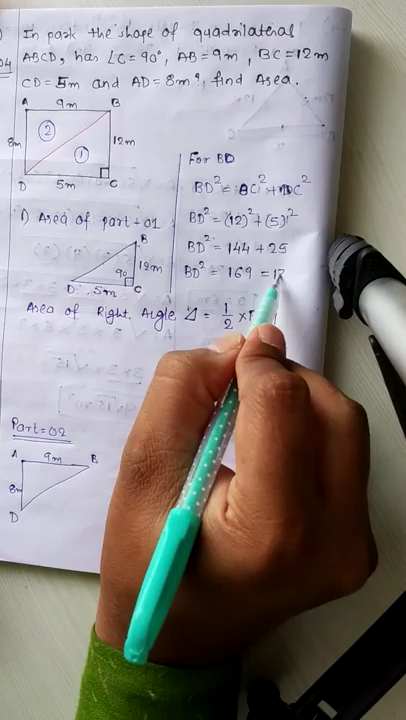 In park the shape of quadrilateral
04 ABCD, has ∠C = 90°, AB = 9m, BC = 12m
CD = 5m and AD = 8m?, find Area.
A 9m B
8m ② 12m
①
D 5m C
For BD
BD² = BC² + DC²
BD² = (12)² + (5)²
BD² = 144 + 25
BD² = 169 = 13
1) Area of part-01
B
12m
90
D 5m C
Area of Right Angle ⊿ = 1/2 ×
Part=02
A 9m B
8m
D